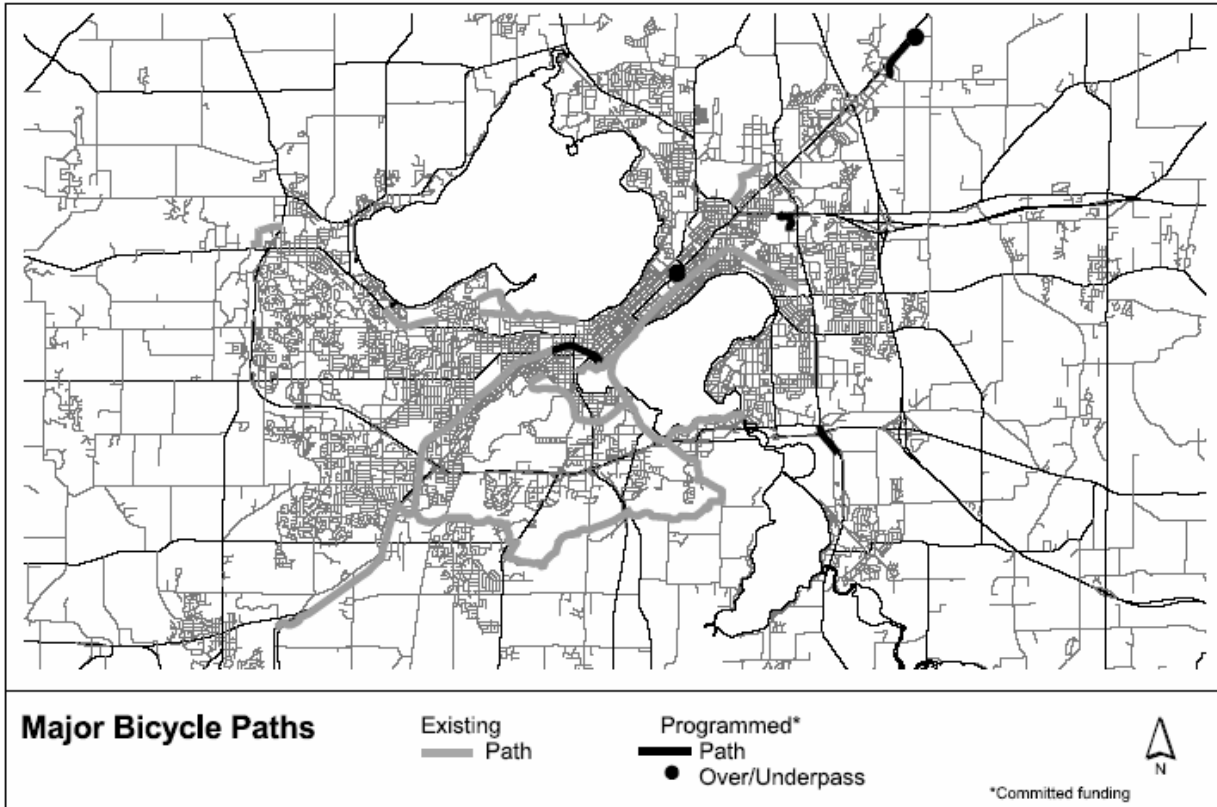 Major Bicycle Paths
Existing
Path
Programmed*
Path
Over/Underpass
N
*Committed funding